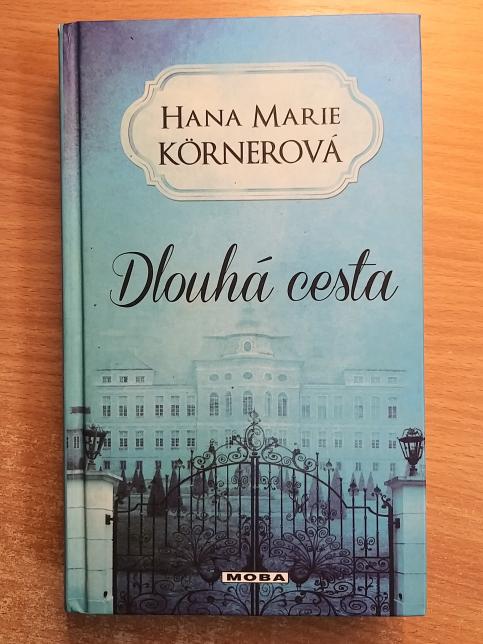 HANA MARIE
KÖRNEROVÁ
Dlouhá cesta
MOBA